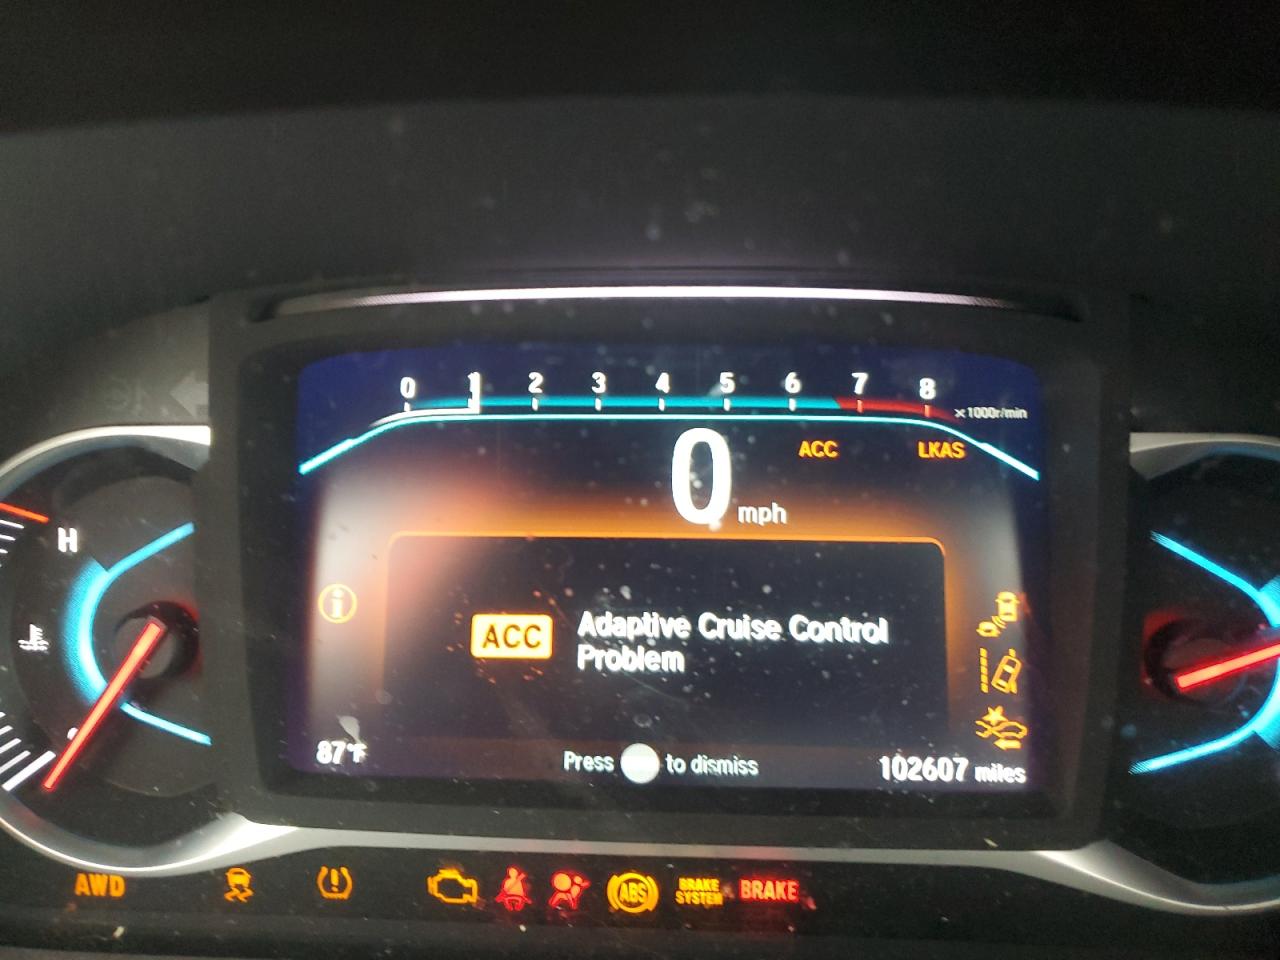 0 1 2 3 4 5 6 7 8
x1000r/min
ACC LKAS
0 mph
H
ACC Adaptive Cruise Control
Problem
87°F
Press to dismiss
102607 miles
AWD
ABS
BRAKE
SYSTEM
BRAKE